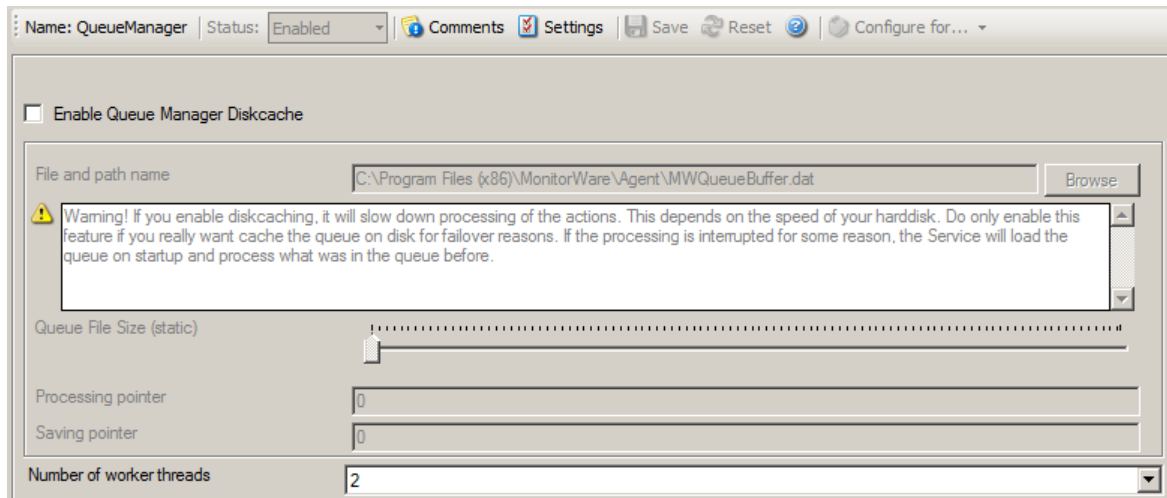 Name: QueueManager Status: Enabled Comments Settings Save Reset Configure for...
Enable Queue Manager Diskcache
File and path name C:\Program Files (x86)\MonitorWare\Agent\MWQueueBuffer.dat Browse
Warning! If you enable diskcaching, it will slow down processing of the actions. This depends on the speed of your harddisk. Do only enable this
feature if you really want cache the queue on disk for failover reasons. If the processing is interrupted for some reason, the Service will load the
queue on startup and process what was in the queue before.
Queue File Size (static)
Processing pointer 0
Saving pointer 0
Number of worker threads 2